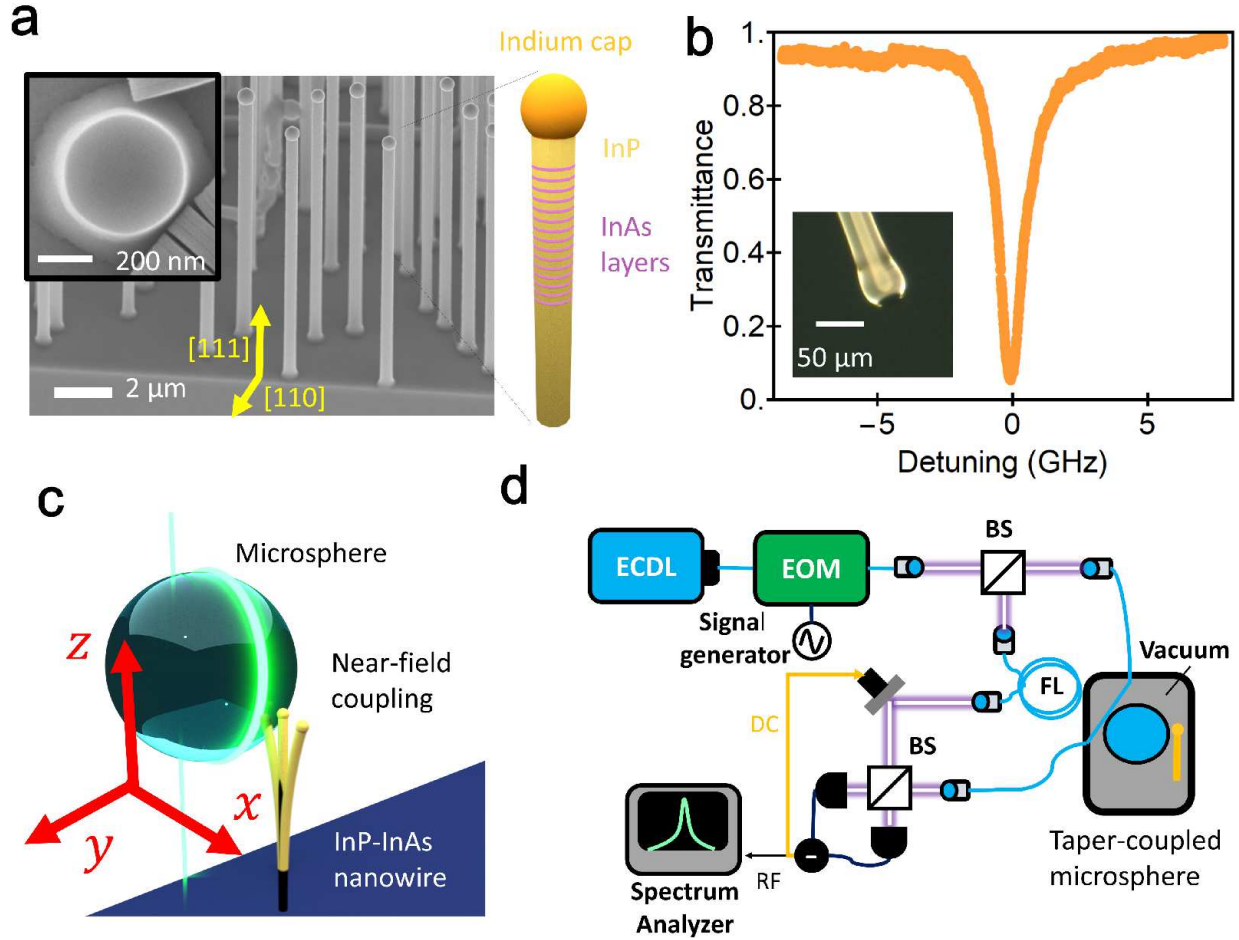 a
Indium cap
InP
InAs
layers
200 nm
[111]
[110]
2 μm
b
Transmittance
1.
0.8
0.6
0.4
0.2
0.
50 μm
−5
0
5
Detuning (GHz)
c
Microsphere
Near-field
coupling
z
x
y
InP-InAs
nanowire
d
ECDL
EOM
BS
Signal
generator
Vacuum
FL
DC
BS
RF
Spectrum
Analyzer
Taper-coupled
microsphere